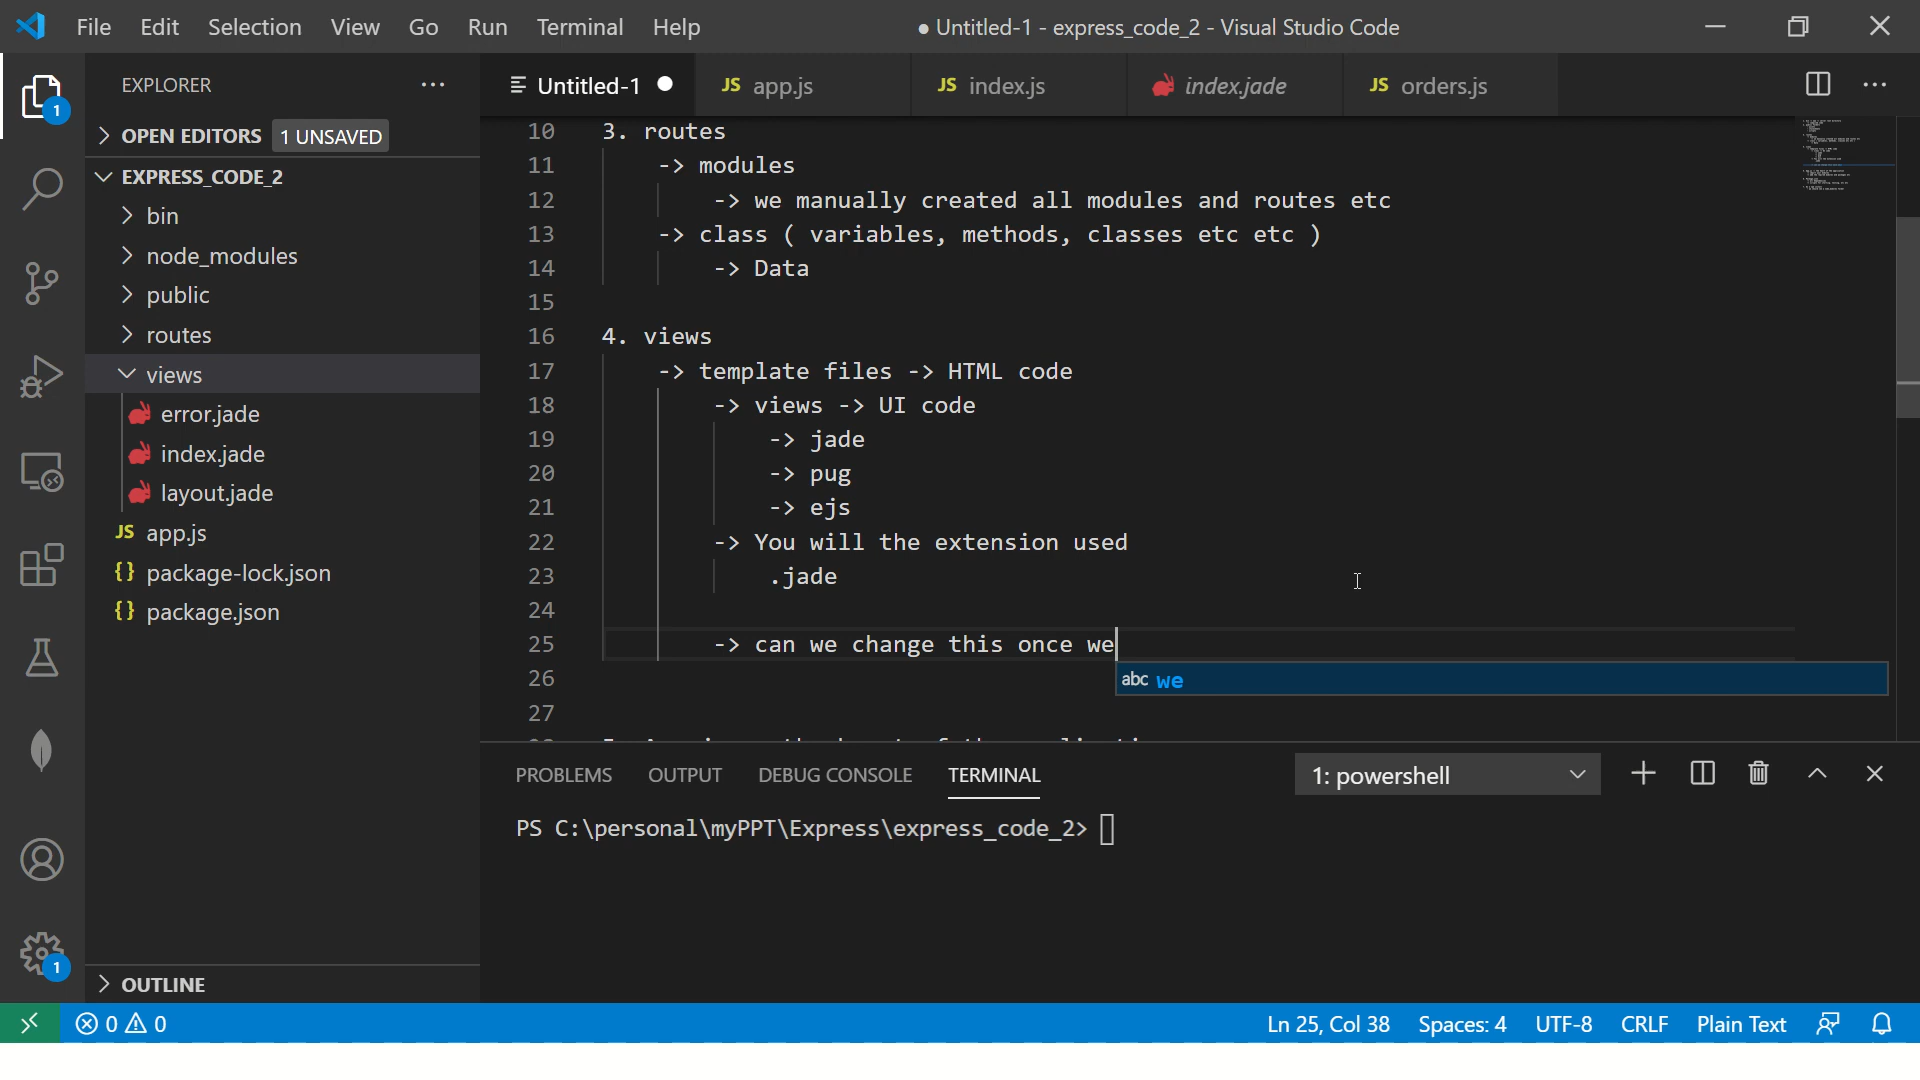 File Edit Selection View Go Run Terminal Help
● Untitled-1 - express_code_2 - Visual Studio Code
EXPLORER
Untitled-1
JS app.js
JS index.js
index.jade
JS orders.js
1
OPEN EDITORS 1 UNSAVED
EXPRESS_CODE_2
bin
node_modules
public
routes
views
error.jade
index.jade
layout.jade
JS app.js
{} package-lock.json
{} package.json
OUTLINE
1
10 3. routes
11 -> modules
12 -> we manually created all modules and routes etc
13 -> class ( variables, methods, classes etc etc )
14 -> Data
15
16 4. views
17 -> template files -> HTML code
18 -> views -> UI code
19 -> jade
20 -> pug
21 -> ejs
22 -> You will the extension used
23 .jade
24
25 -> can we change this once we
abc we
26
27
PROBLEMS OUTPUT DEBUG CONSOLE TERMINAL
1: powershell
PS C:\personal\myPPT\Express\express_code_2>
0 0
Ln 25, Col 38 Spaces: 4 UTF-8 CRLF Plain Text